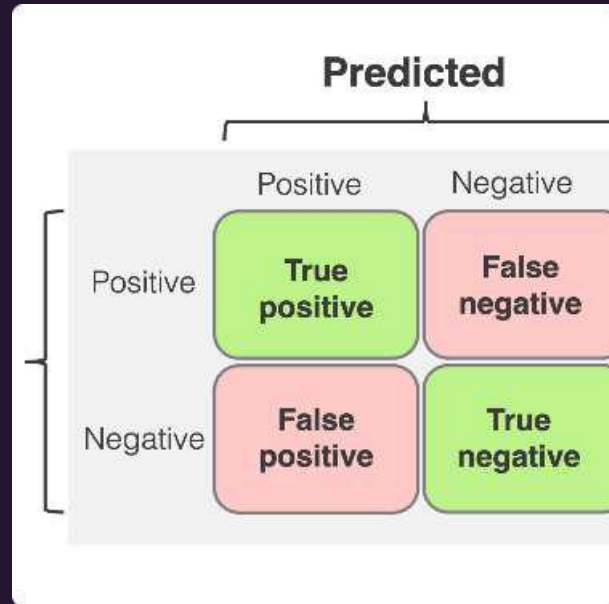 Predicted
Positive Negative
Positive
True
positive
False
negative
Negative
False
positive
True
negative